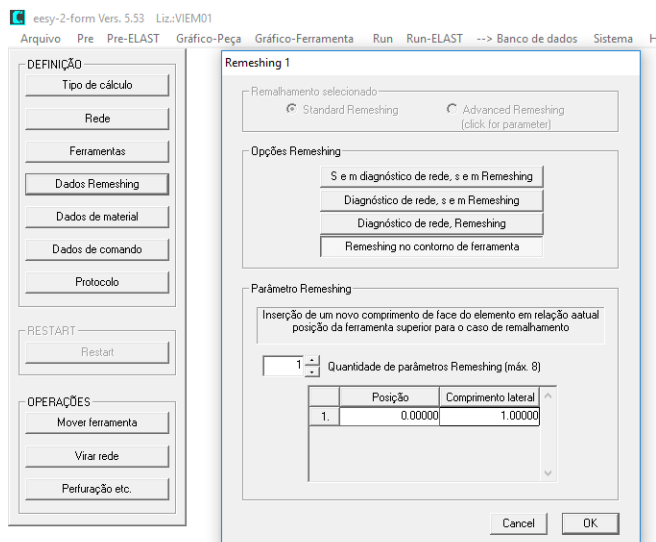 eesy-2-form Vers. 5.53 Liz.:VIEM01
Arquivo Pre Pre-ELAST Gráfico-Peça Gráfico-Ferramenta Run Run-ELAST --> Banco de dados Sistema H
DEFINIÇÃO
Tipo de cálculo
Rede
Ferramentas
Dados Remeshing
Dados de material
Dados de comando
Protocolo
RESTART
Restart
OPERAÇÕES
Mover ferramenta
Virar rede
Perfuração etc.
Remeshing 1
Remalhamento selecionado
Standard Remeshing
Advanced Remeshing
(click for parameter)
Opções Remeshing
S e m diagnóstico de rede, s e m Remeshing
Diagnóstico de rede, s e m Remeshing
Diagnóstico de rede, Remeshing
Remeshing no contorno de ferramenta
Parâmetro Remeshing
Inserção de um novo comprimento de face do elemento em relação aatual
posição da ferramenta superior para o caso de remalhamento
1 Quantidade de parâmetros Remeshing (máx. 8)
Posição Comprimento lateral
1. 0.00000 1.00000
Cancel OK